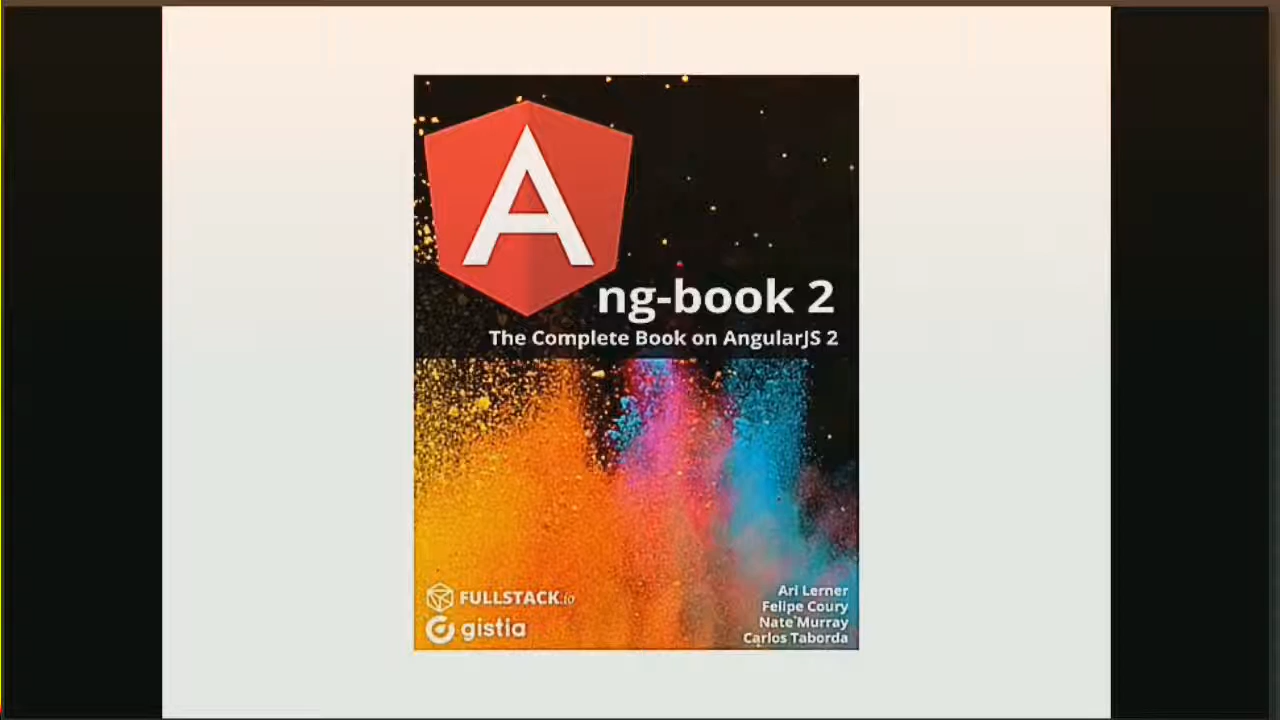 A
ng-book 2
The Complete Book on AngularJS 2
FULLSTACK.io
gistia
Ari Lerner
Felipe Coury
Nate Murray
Carlos Taborda